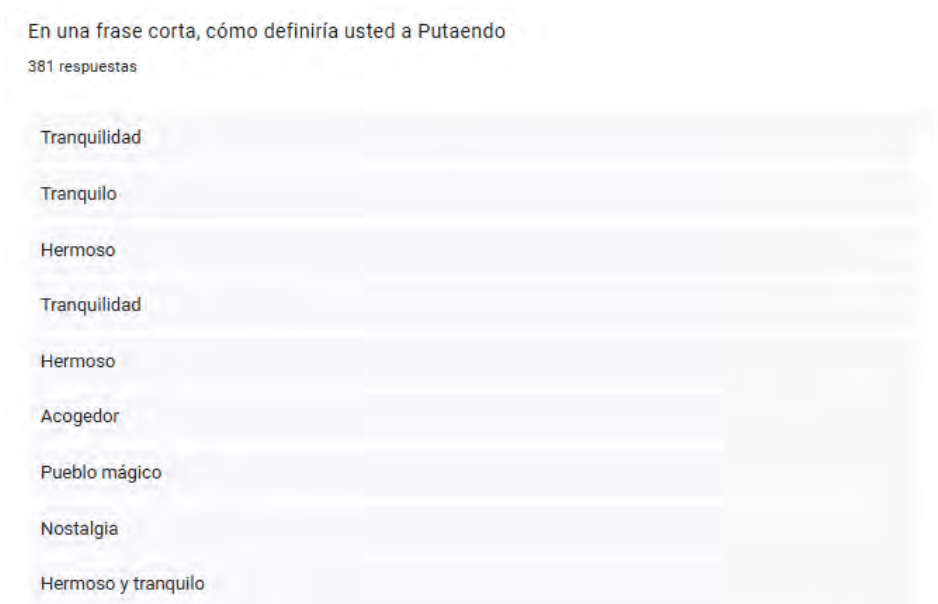 En una frase corta, cómo definiría usted a Putaendo
381 respuestas
Tranquilidad
Tranquilo
Hermoso
Tranquilidad
Hermoso
Acogedor
Pueblo mágico
Nostalgia
Hermoso y tranquilo